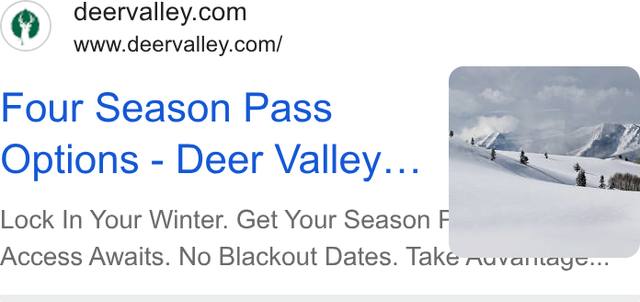 deervalley.com
www.deervalley.com/
Four Season Pass
Options - Deer Valley…
Lock In Your Winter. Get Your Season
Access Awaits. No Blackout Dates. Take Advantage...